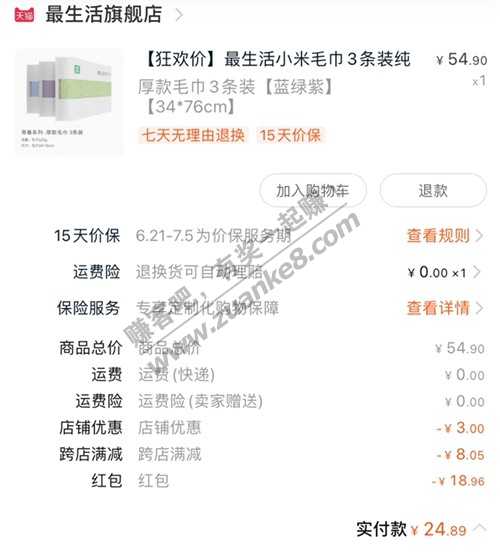 天猫 最生活旗舰店 >
【狂欢价】最生活小米毛巾3条装纯 ¥ 54.90
厚款毛巾3条装【蓝绿紫】 ×1
【34*76cm】
七天无理由退换 15天价保
加入购物车 退款
15天价保 6.21-7.5为价保服务期 查看规则 >
运费险 退换货可自动理赔 ¥ 0.00 ×1 >
保险服务 专享定制化购物保障 查看详情 >
商品总价 商品总价 ¥ 54.90
运费 运费(快递) ¥ 0.00
运费险 运费险(卖家赠送) ¥ 0.00
店铺优惠 店铺优惠 -¥ 3.00
跨店满减 跨店满减 -¥ 8.05
红包 红包 -¥ 18.96
实付款 ¥ 24.89
赚客吧，有奖一起赚！
www.zuanke8.com